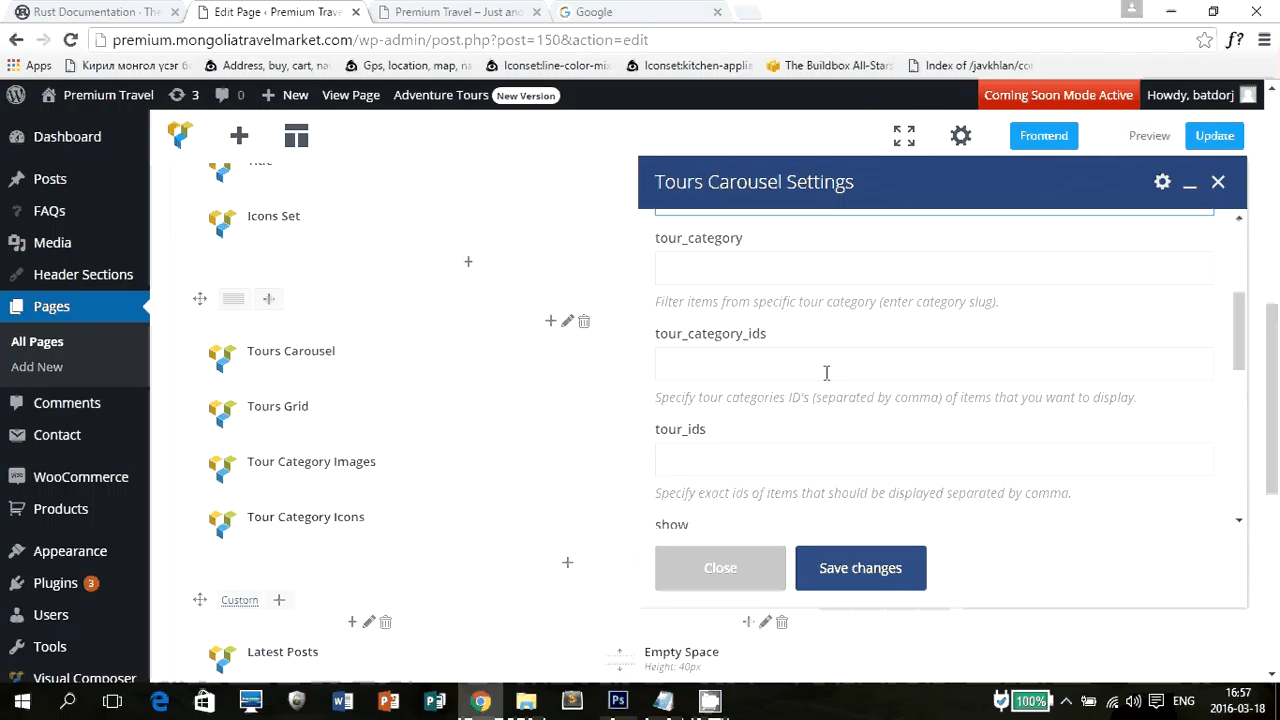 Rust Documentation · The
Edit Page ‹ Premium Trave
Premium Travel – Just ano
Google
premium.mongoliatravelmarket.com/wp-admin/post.php?post=150&action=edit
Apps
Кирил монгол үсэг б
Address, buy, cart, na
Gps, location, map, na
Iconset:line-color-mix
Iconset:kitchen-applia
The Buildbox All-Stars
Index of /javkhlan/co
Premium Travel
3
0
New
View Page
Adventure Tours
New Version
Coming Soon Mode Active
Howdy, batdorj
Dashboard
Posts
FAQs
Media
Header Sections
Pages
All Pages
Add New
Comments
Contact
WooCommerce
Products
Appearance
Plugins 3
Users
Tools
Visual Composer
Frontend
Preview
Update
Title
Icons Set
Tours Carousel
Tours Grid
Tour Category Images
Tour Category Icons
Custom
Latest Posts
Empty Space
Height: 40px
Tours Carousel Settings
tour_category
Filter items from specific tour category (enter category slug).
tour_category_ids
Specify tour categories ID's (separated by comma) of items that you want to display.
tour_ids
Specify exact ids of items that should be displayed separated by comma.
show
Close
Save changes
100%
ENG
16:57
2016-03-18